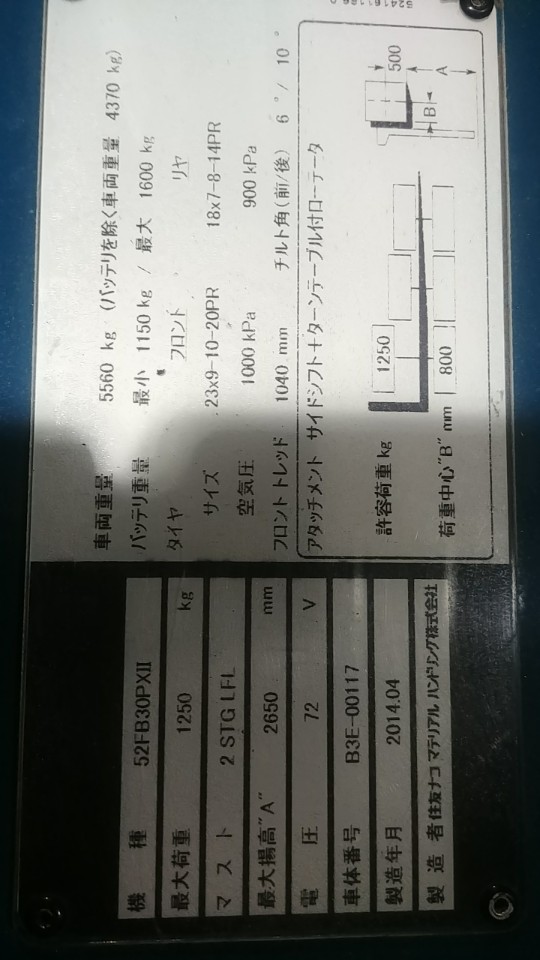 機種 52FB30PXII
最大荷重 1250 kg
マスト 2 STG LFL
最大揚高"A" 2650 mm
電圧 72 V
車体番号 B3E-00117
製造年月 2014.04
製造者 住友ナコ マテリアル ハンドリング株式会社
車両重量 5560 kg (バッテリを除く車両重量 4370 kg)
バッテリ重量 最小 1150 kg / 最大 1600 kg
タイヤ フロント リヤ
サイズ 23x9-10-20PR 18x7-8-14PR
空気圧 1000 kPa 900 kPa
フロントトレッド 1040 mm チルト角(前/後) 6°/ 10°
アタッチメント サイドシフト+ターンテーブル付ローテータ
許容荷重 kg 1250
荷重中心"B" mm 800
500
A
B